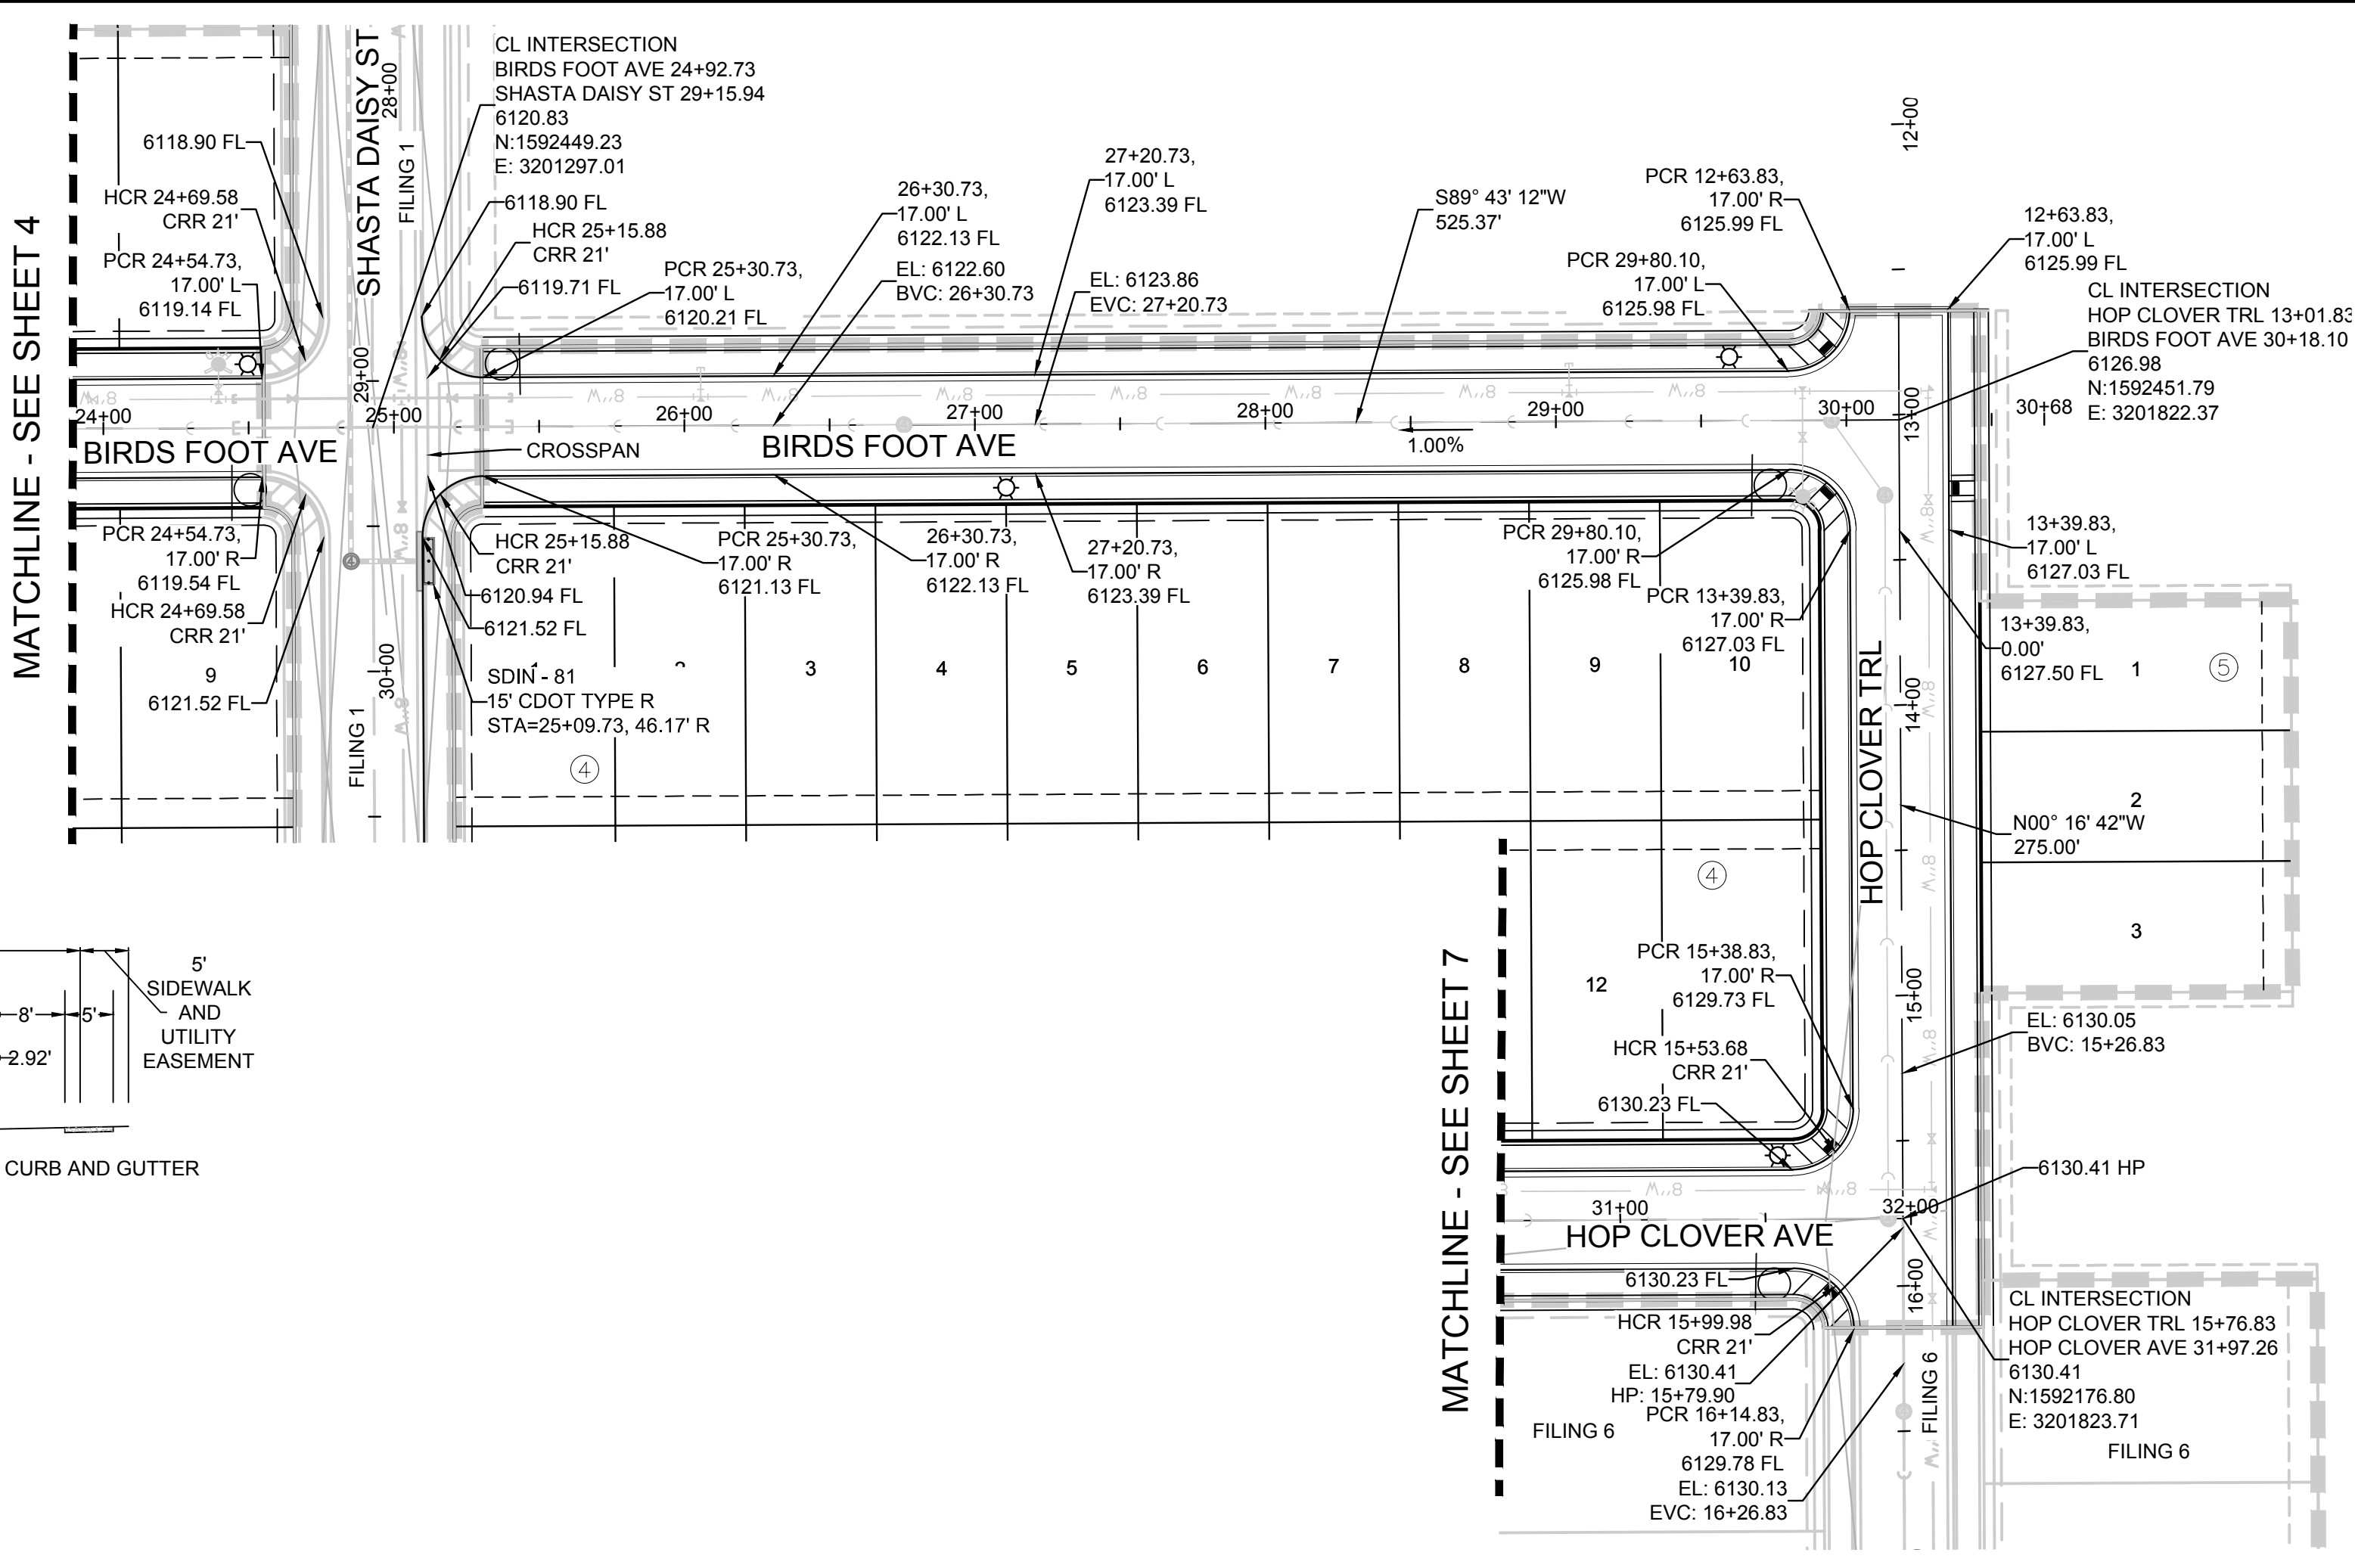 MATCHLINE - SEE SHEET 4
SHASTA DAISY ST
28+00
FILING 1
CL INTERSECTION
BIRDS FOOT AVE 24+92.73
SHASTA DAISY ST 29+15.94
6120.83
N:1592449.23
E: 3201297.01
6118.90 FL
HCR 24+69.58
CRR 21'
PCR 24+54.73,
17.00' L
6119.14 FL
6118.90 FL
HCR 25+15.88
CRR 21'
6119.71 FL
PCR 25+30.73,
17.00' L
6120.21 FL
26+30.73,
17.00' L
6122.13 FL
EL: 6122.60
BVC: 26+30.73
27+20.73,
17.00' L
6123.39 FL
EL: 6123.86
EVC: 27+20.73
S89° 43' 12"W
525.37'
PCR 12+63.83,
17.00' R
6125.99 FL
PCR 29+80.10,
17.00' L
6125.98 FL
12+00
12+63.83,
17.00' L
6125.99 FL
CL INTERSECTION
HOP CLOVER TRL 13+01.83
BIRDS FOOT AVE 30+18.10
6126.98
N:1592451.79
E: 3201822.37
29+00
24+00
25+00
26+00
27+00
28+00
29+00
30+00
13+00
30+68
8"W
8"W
8"W
8"W
8"W
8"W
8"W
8"W
BIRDS FOOT AVE
CROSSPAN
BIRDS FOOT AVE
1.00%
PCR 24+54.73,
17.00' R
6119.54 FL
HCR 24+69.58
CRR 21'
9
6121.52 FL
30+00
FILING 1
HCR 25+15.88
CRR 21'
6120.94 FL
6121.52 FL
SDIN - 81
15' CDOT TYPE R
STA=25+09.73, 46.17' R
PCR 25+30.73,
17.00' R
6121.13 FL
26+30.73,
17.00' R
6122.13 FL
27+20.73,
17.00' R
6123.39 FL
PCR 29+80.10,
17.00' R
6125.98 FL
PCR 13+39.83,
17.00' R
6127.03 FL
3
4
5
6
7
8
9
10
4
13+39.83,
17.00' L
6127.03 FL
13+39.83,
0.00'
6127.50 FL
1
5
HOP CLOVER TRL
14+00
2
N00° 16' 42"W
275.00'
3
MATCHLINE - SEE SHEET 7
4
12
PCR 15+38.83,
17.00' R
6129.73 FL
HCR 15+53.68
CRR 21'
6130.23 FL
15+00
EL: 6130.05
BVC: 15+26.83
6130.41 HP
31+00
32+00
8"W
8"W
HOP CLOVER AVE
6130.23 FL
HCR 15+99.98
CRR 21'
EL: 6130.41
HP: 15+79.90
PCR 16+14.83,
17.00' R
6129.78 FL
EL: 6130.13
EVC: 16+26.83
FILING 6
16+00
FILING 6
CL INTERSECTION
HOP CLOVER TRL 15+76.83
HOP CLOVER AVE 31+97.26
6130.41
N:1592176.80
E: 3201823.71
FILING 6
8'
5'
2.92'
5'
SIDEWALK
AND
UTILITY
EASEMENT
CURB AND GUTTER